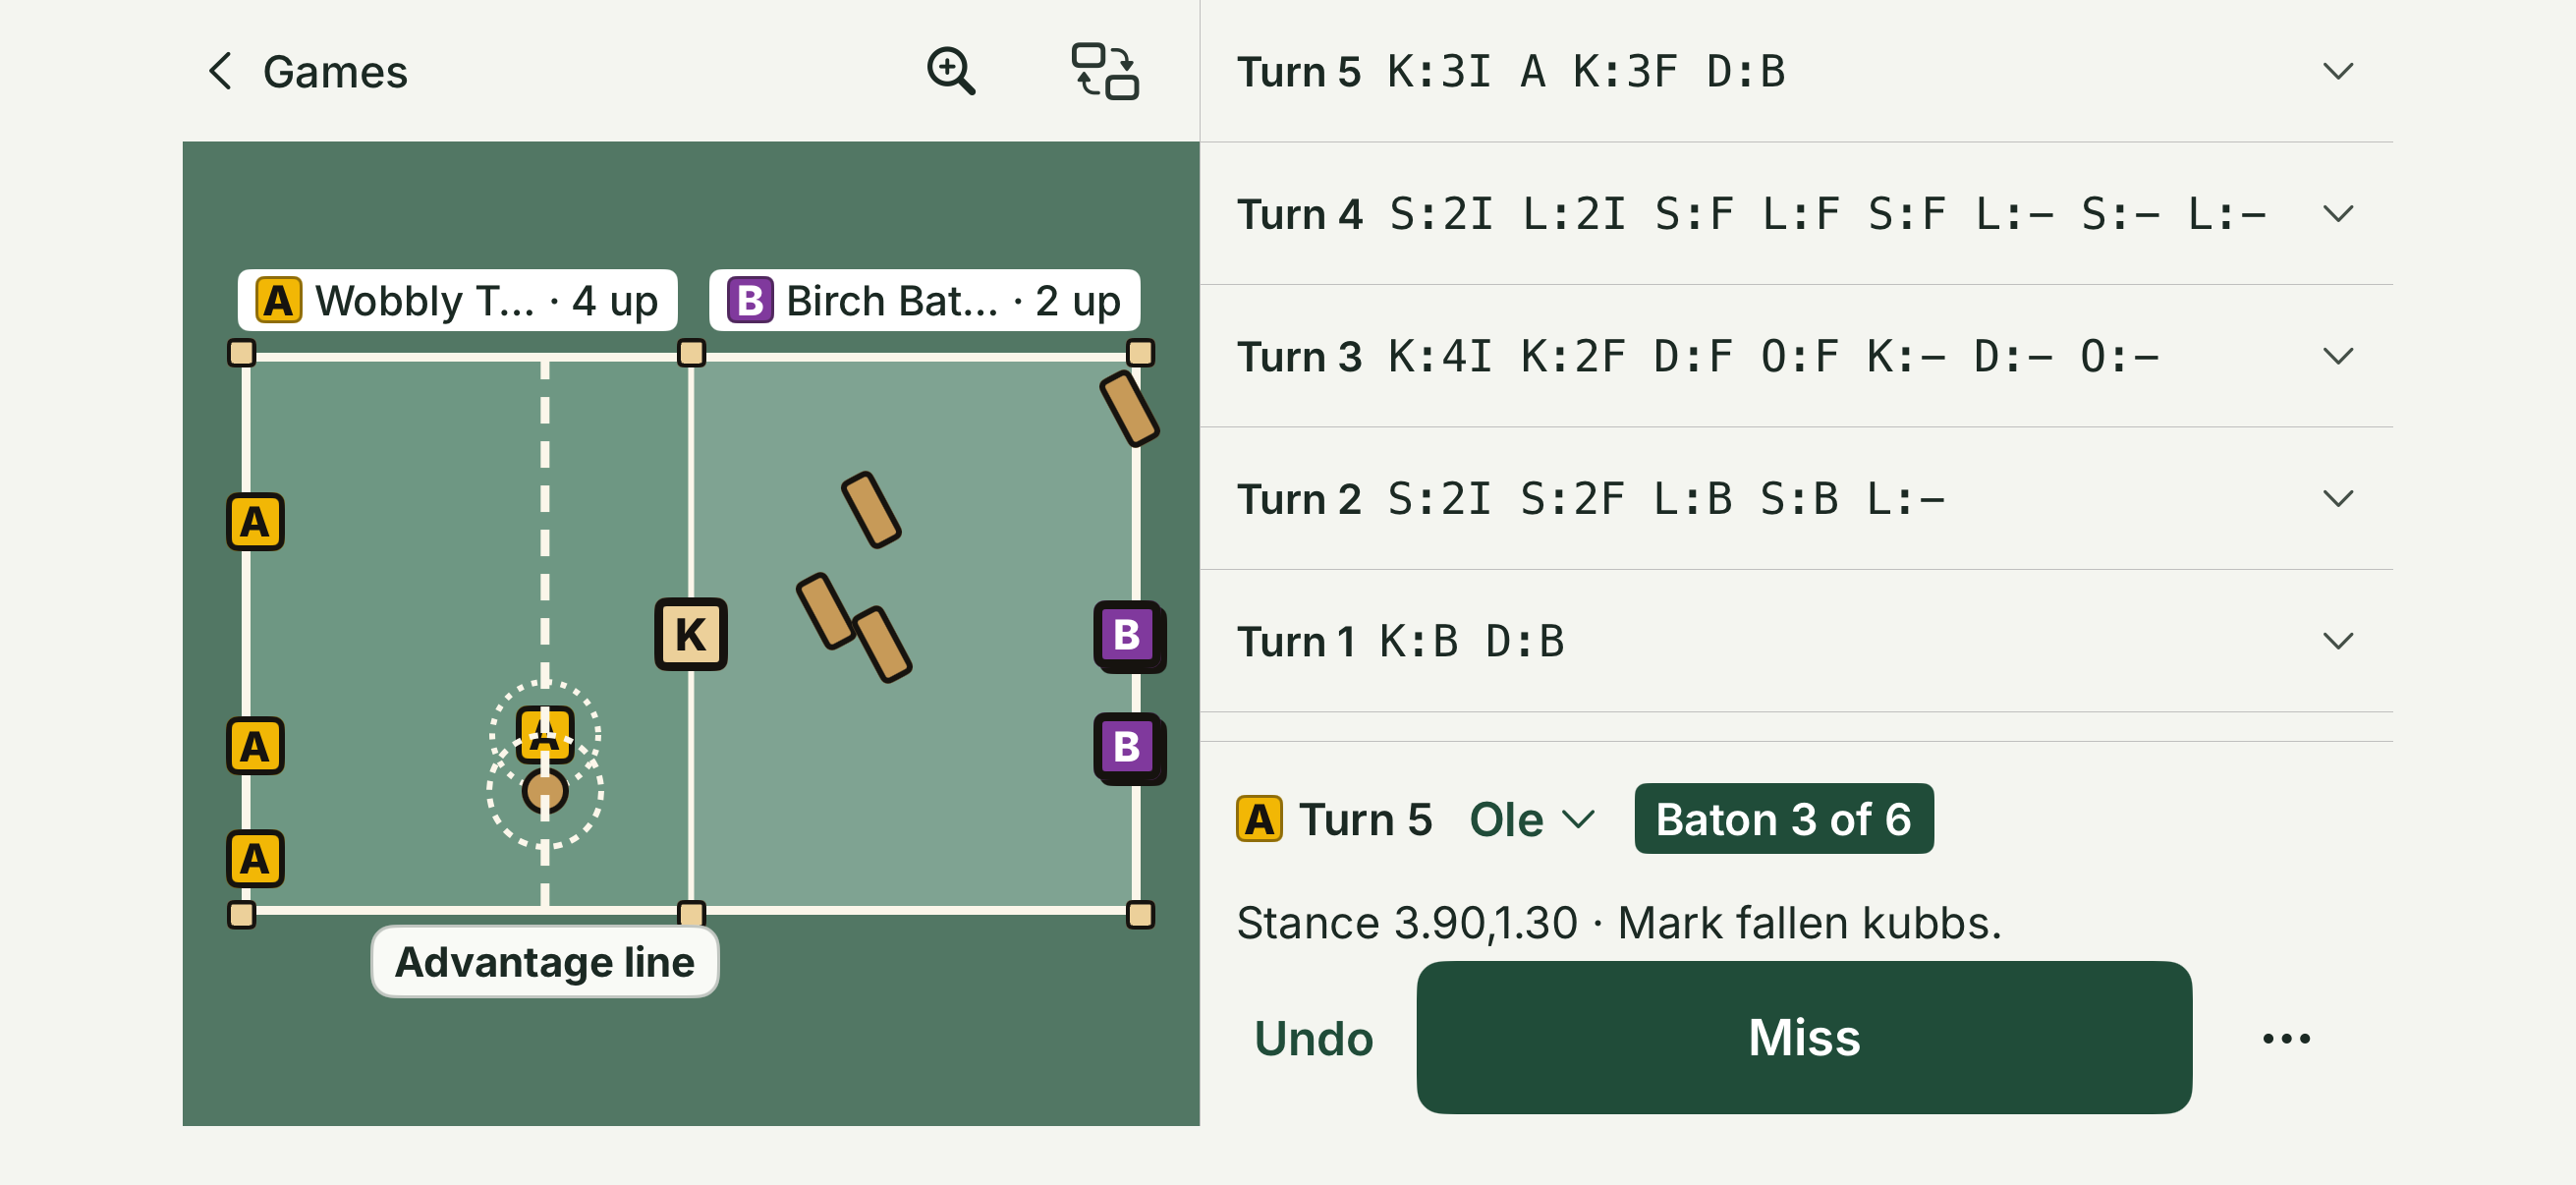 Games
A Wobbly T... · 4 up
B Birch Bat... · 2 up
A
K
B
A
A
B
A
Advantage line
Turn 5 K:3I A K:3F D:B
Turn 4 S:2I L:2I S:F L:F S:F L:– S:– L:–
Turn 3 K:4I K:2F D:F O:F K:– D:– O:–
Turn 2 S:2I S:2F L:B S:B L:–
Turn 1 K:B D:B
A Turn 5 Ole Baton 3 of 6
Stance 3.90,1.30 · Mark fallen kubbs.
Undo
Miss